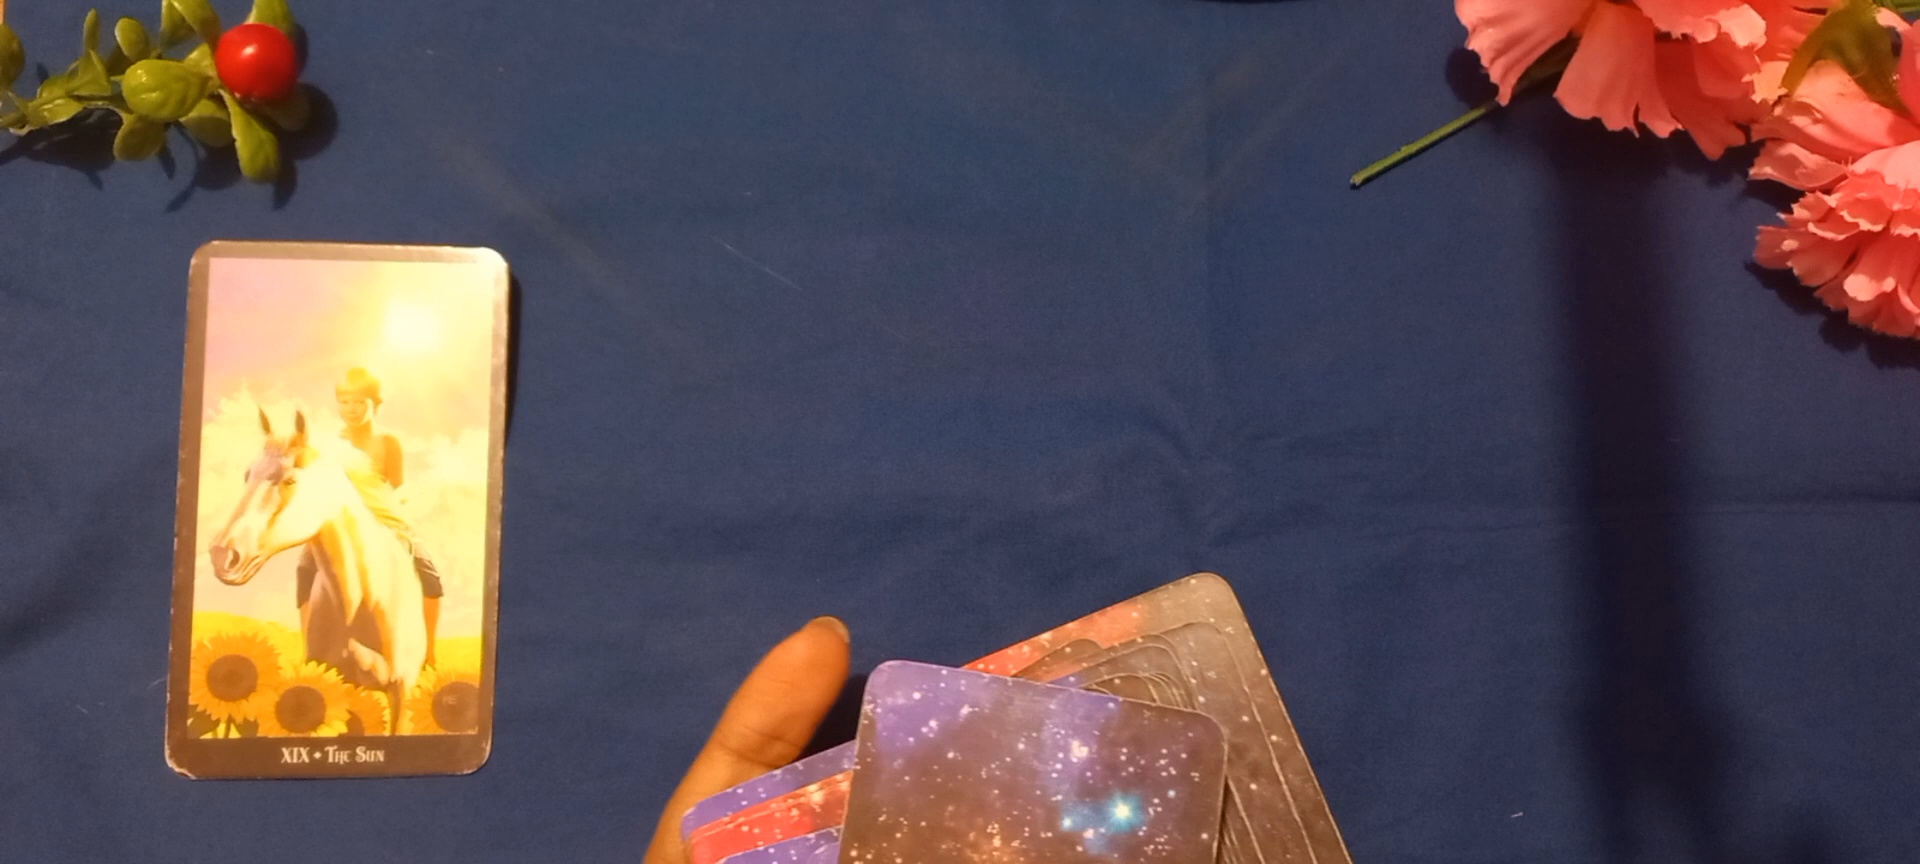 XIX • The Sun